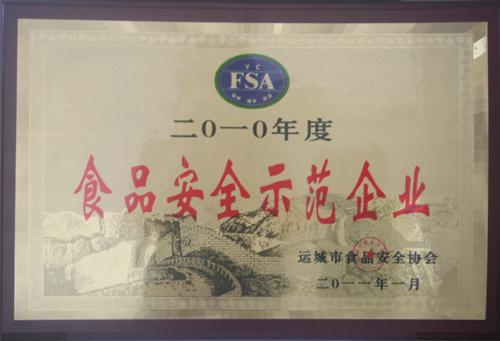 YC
FSA
二〇一〇年度
食品安全示范企业
运城市食品安全协会
二〇一一年一月